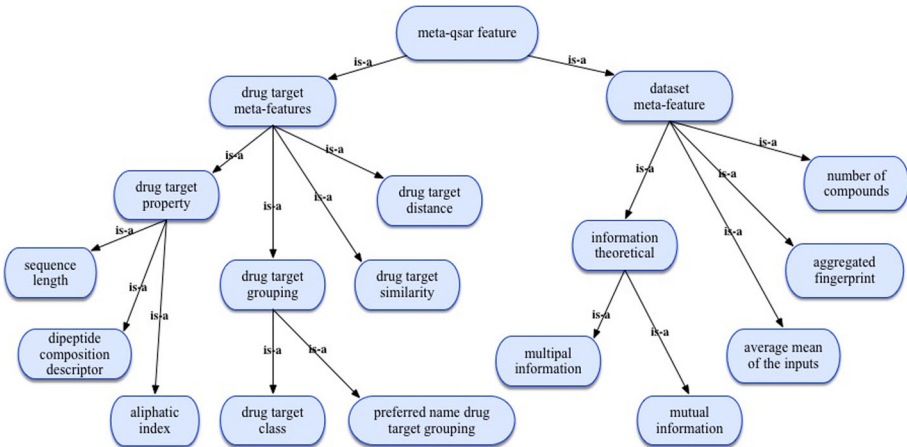 meta-qsar feature
is-a
is-a
drug target
meta-features
dataset
meta-feature
is-a
is-a
is-a
is-a
is-a
is-a
is-a
is-a
drug target
property
drug target
distance
number of
compounds
information
theoretical
is-a
is-a
is-a
sequence
length
drug target
grouping
drug target
similarity
aggregated
fingerprint
is-a
is-a
is-a
is-a
dipeptide
composition
descriptor
multipal
information
average mean
of the inputs
aliphatic
index
drug target
class
preferred name drug
target grouping
mutual
information